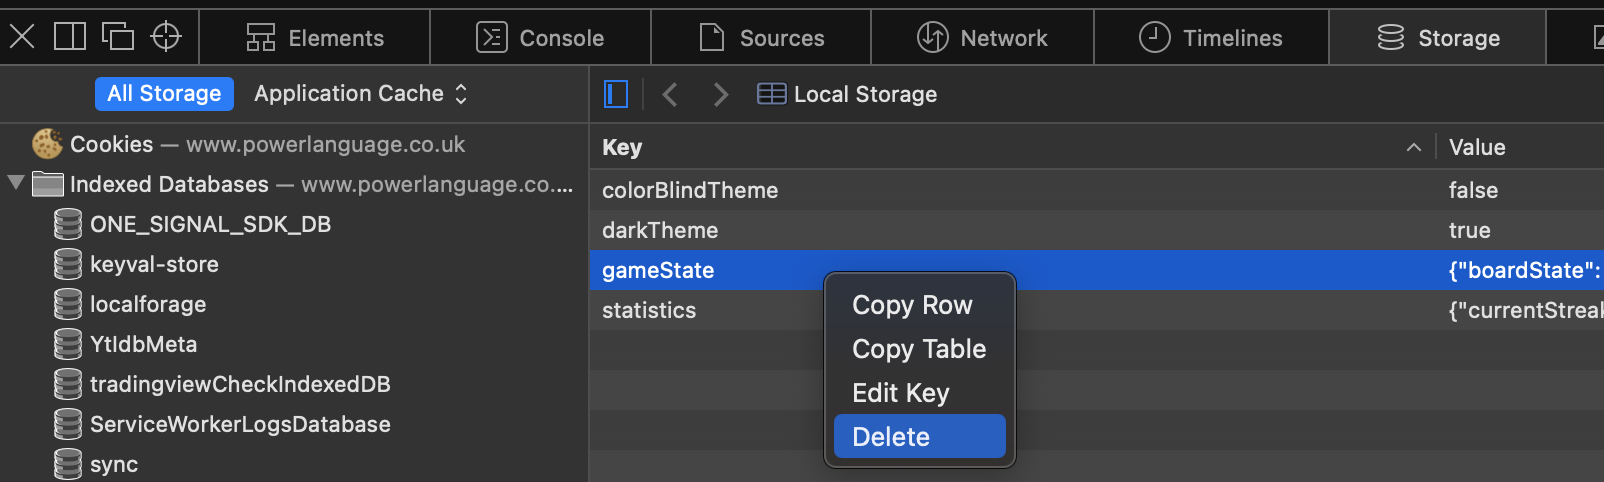 Elements Console Sources Network Timelines Storage
All Storage Application Cache Local Storage
Cookies — www.powerlanguage.co.uk
Indexed Databases — www.powerlanguage.co....
ONE_SIGNAL_SDK_DB
keyval-store
localforage
YtIdbMeta
tradingviewCheckIndexedDB
ServiceWorkerLogsDatabase
sync
Key Value
colorBlindTheme false
darkTheme true
gameState {"boardState":
statistics {"currentStreak
Copy Row
Copy Table
Edit Key
Delete